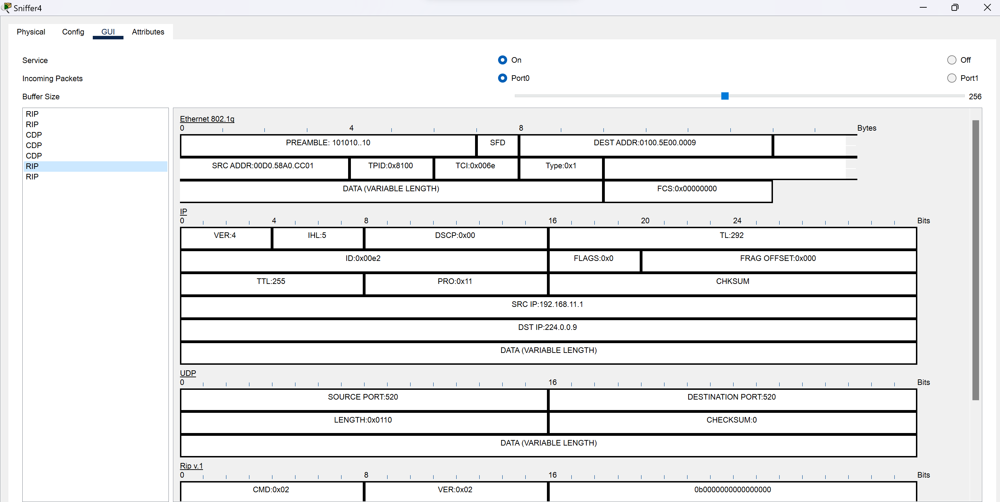 Sniffer4
Physical Config GUI Attributes
Service On Off
Incoming Packets Port0 Port1
Buffer Size 256
RIP
RIP
CDP
CDP
CDP
RIP
RIP
Ethernet 802.1q
0 4 8 Bytes
PREAMBLE: 101010..10 SFD DEST ADDR:0100.5E00.0009
SRC ADDR:00D0.58A0.CC01 TPID:0x8100 TCI:0x006e Type:0x1
DATA (VARIABLE LENGTH) FCS:0x00000000
IP
0 4 8 16 20 24 Bits
VER:4 IHL:5 DSCP:0x00 TL:292
ID:0x00e2 FLAGS:0x0 FRAG OFFSET:0x000
TTL:255 PRO:0x11 CHKSUM
SRC IP:192.168.11.1
DST IP:224.0.0.9
DATA (VARIABLE LENGTH)
UDP
0 16 Bits
SOURCE PORT:520 DESTINATION PORT:520
LENGTH:0x0110 CHECKSUM:0
DATA (VARIABLE LENGTH)
Rip v.1
0 8 16 Bits
CMD:0x02 VER:0x02 0b0000000000000000